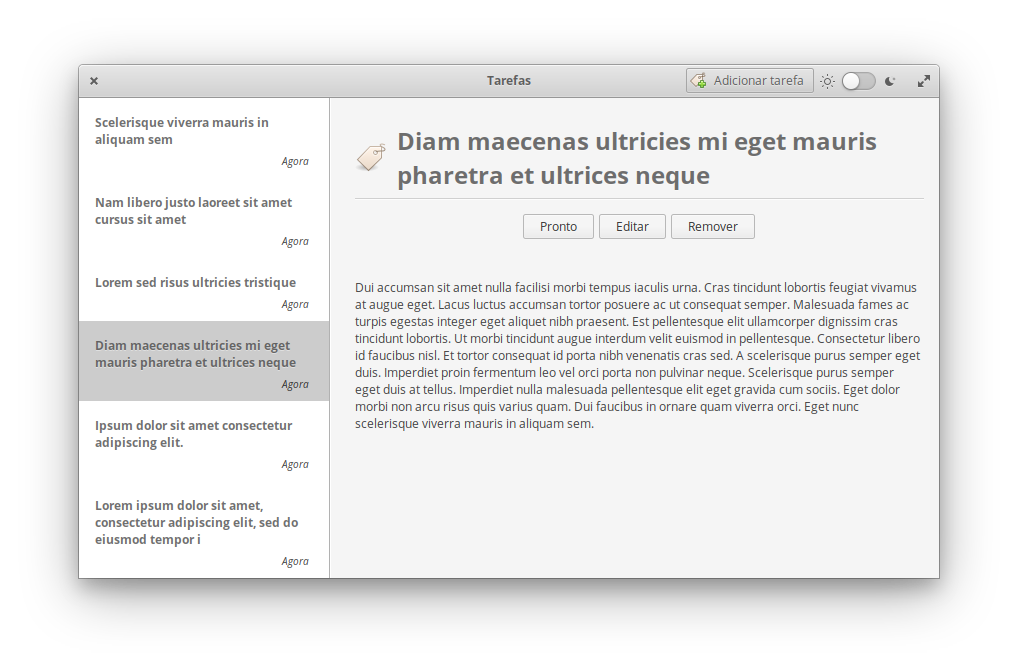 Tarefas
Adicionar tarefa
Scelerisque viverra mauris in
aliquam sem
Agora
Nam libero justo laoreet sit amet
cursus sit amet
Agora
Lorem sed risus ultricies tristique
Agora
Diam maecenas ultricies mi eget
mauris pharetra et ultrices neque
Agora
Ipsum dolor sit amet consectetur
adipiscing elit.
Agora
Lorem ipsum dolor sit amet,
consectetur adipiscing elit, sed do
eiusmod tempor i
Agora
Diam maecenas ultricies mi eget mauris
pharetra et ultrices neque
Pronto
Editar
Remover
Dui accumsan sit amet nulla facilisi morbi tempus iaculis urna. Cras tincidunt lobortis feugiat vivamus
at augue eget. Lacus luctus accumsan tortor posuere ac ut consequat semper. Malesuada fames ac
turpis egestas integer eget aliquet nibh praesent. Est pellentesque elit ullamcorper dignissim cras
tincidunt lobortis. Ut morbi tincidunt augue interdum velit euismod in pellentesque. Consectetur libero
id faucibus nisl. Et tortor consequat id porta nibh venenatis cras sed. A scelerisque purus semper eget
duis. Imperdiet proin fermentum leo vel orci porta non pulvinar neque. Scelerisque purus semper
eget duis at tellus. Imperdiet nulla malesuada pellentesque elit eget gravida cum sociis. Eget dolor
morbi non arcu risus quis varius quam. Dui faucibus in ornare quam viverra orci. Eget nunc
scelerisque viverra mauris in aliquam sem.